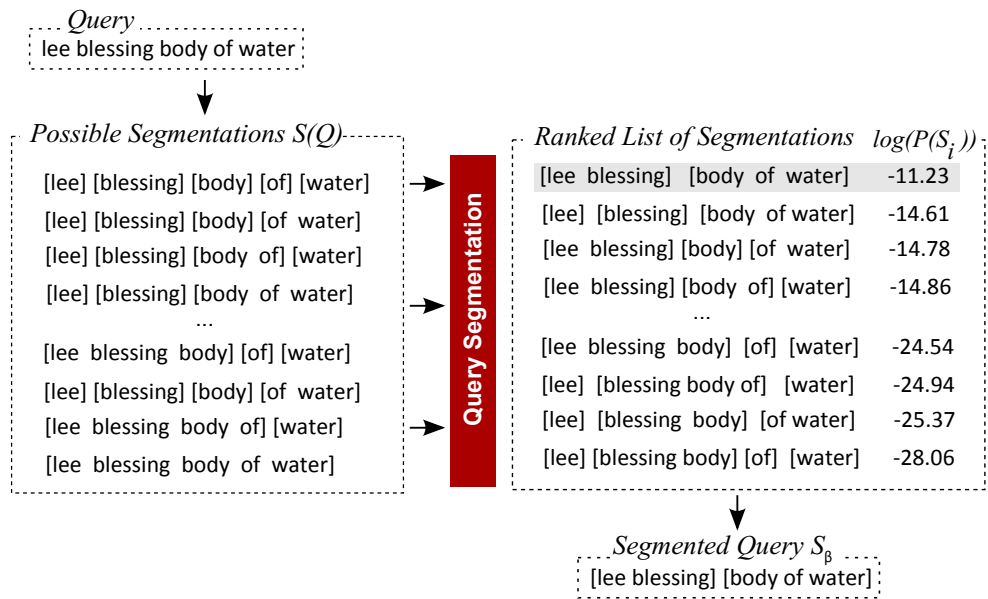 Query
lee blessing body of water
Possible Segmentations S(Q)
[lee] [blessing] [body] [of] [water]
[lee] [blessing] [body] [of water]
[lee] [blessing] [body of] [water]
[lee] [blessing] [body of water]
...
[lee blessing body] [of] [water]
[lee] [blessing] [body] [of water]
[lee blessing body of] [water]
[lee blessing body of water]
Query Segmentation
Ranked List of Segmentations log(P(S_i))
[lee blessing] [body of water] -11.23
[lee] [blessing] [body of water] -14.61
[lee blessing] [body] [of water] -14.78
[lee blessing] [body of] [water] -14.86
...
[lee blessing body] [of] [water] -24.54
[lee] [blessing body of] [water] -24.94
[lee] [blessing body] [of water] -25.37
[lee] [blessing body] [of] [water] -28.06
Segmented Query S_β
[lee blessing] [body of water]